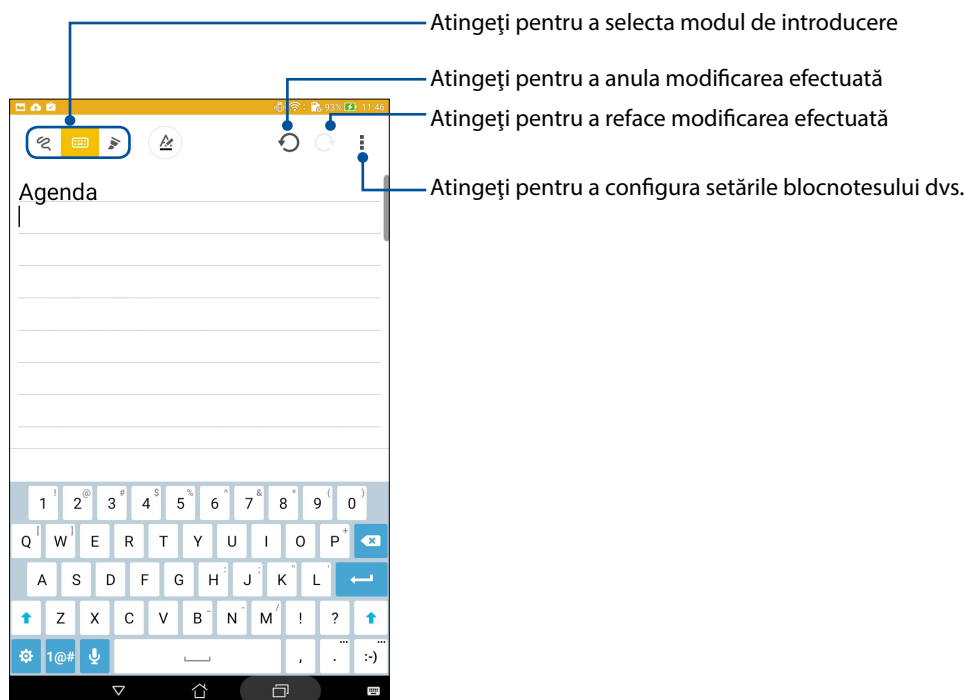 Atingeţi pentru a selecta modul de introducere
Atingeţi pentru a anula modificarea efectuată
Atingeţi pentru a reface modificarea efectuată
Atingeţi pentru a configura setările blocnotesului dvs.
93% 11:46
Agenda
1 ! 2 @ 3 # 4 $ 5 % 6 ^ 7 & 8 * 9 ( 0 )
Q [ W ] E R T Y U I O P +
A S D F G H : J ; K " L '
Z X C V B _ N - M / ! ?
1@# , . ... :-) ...